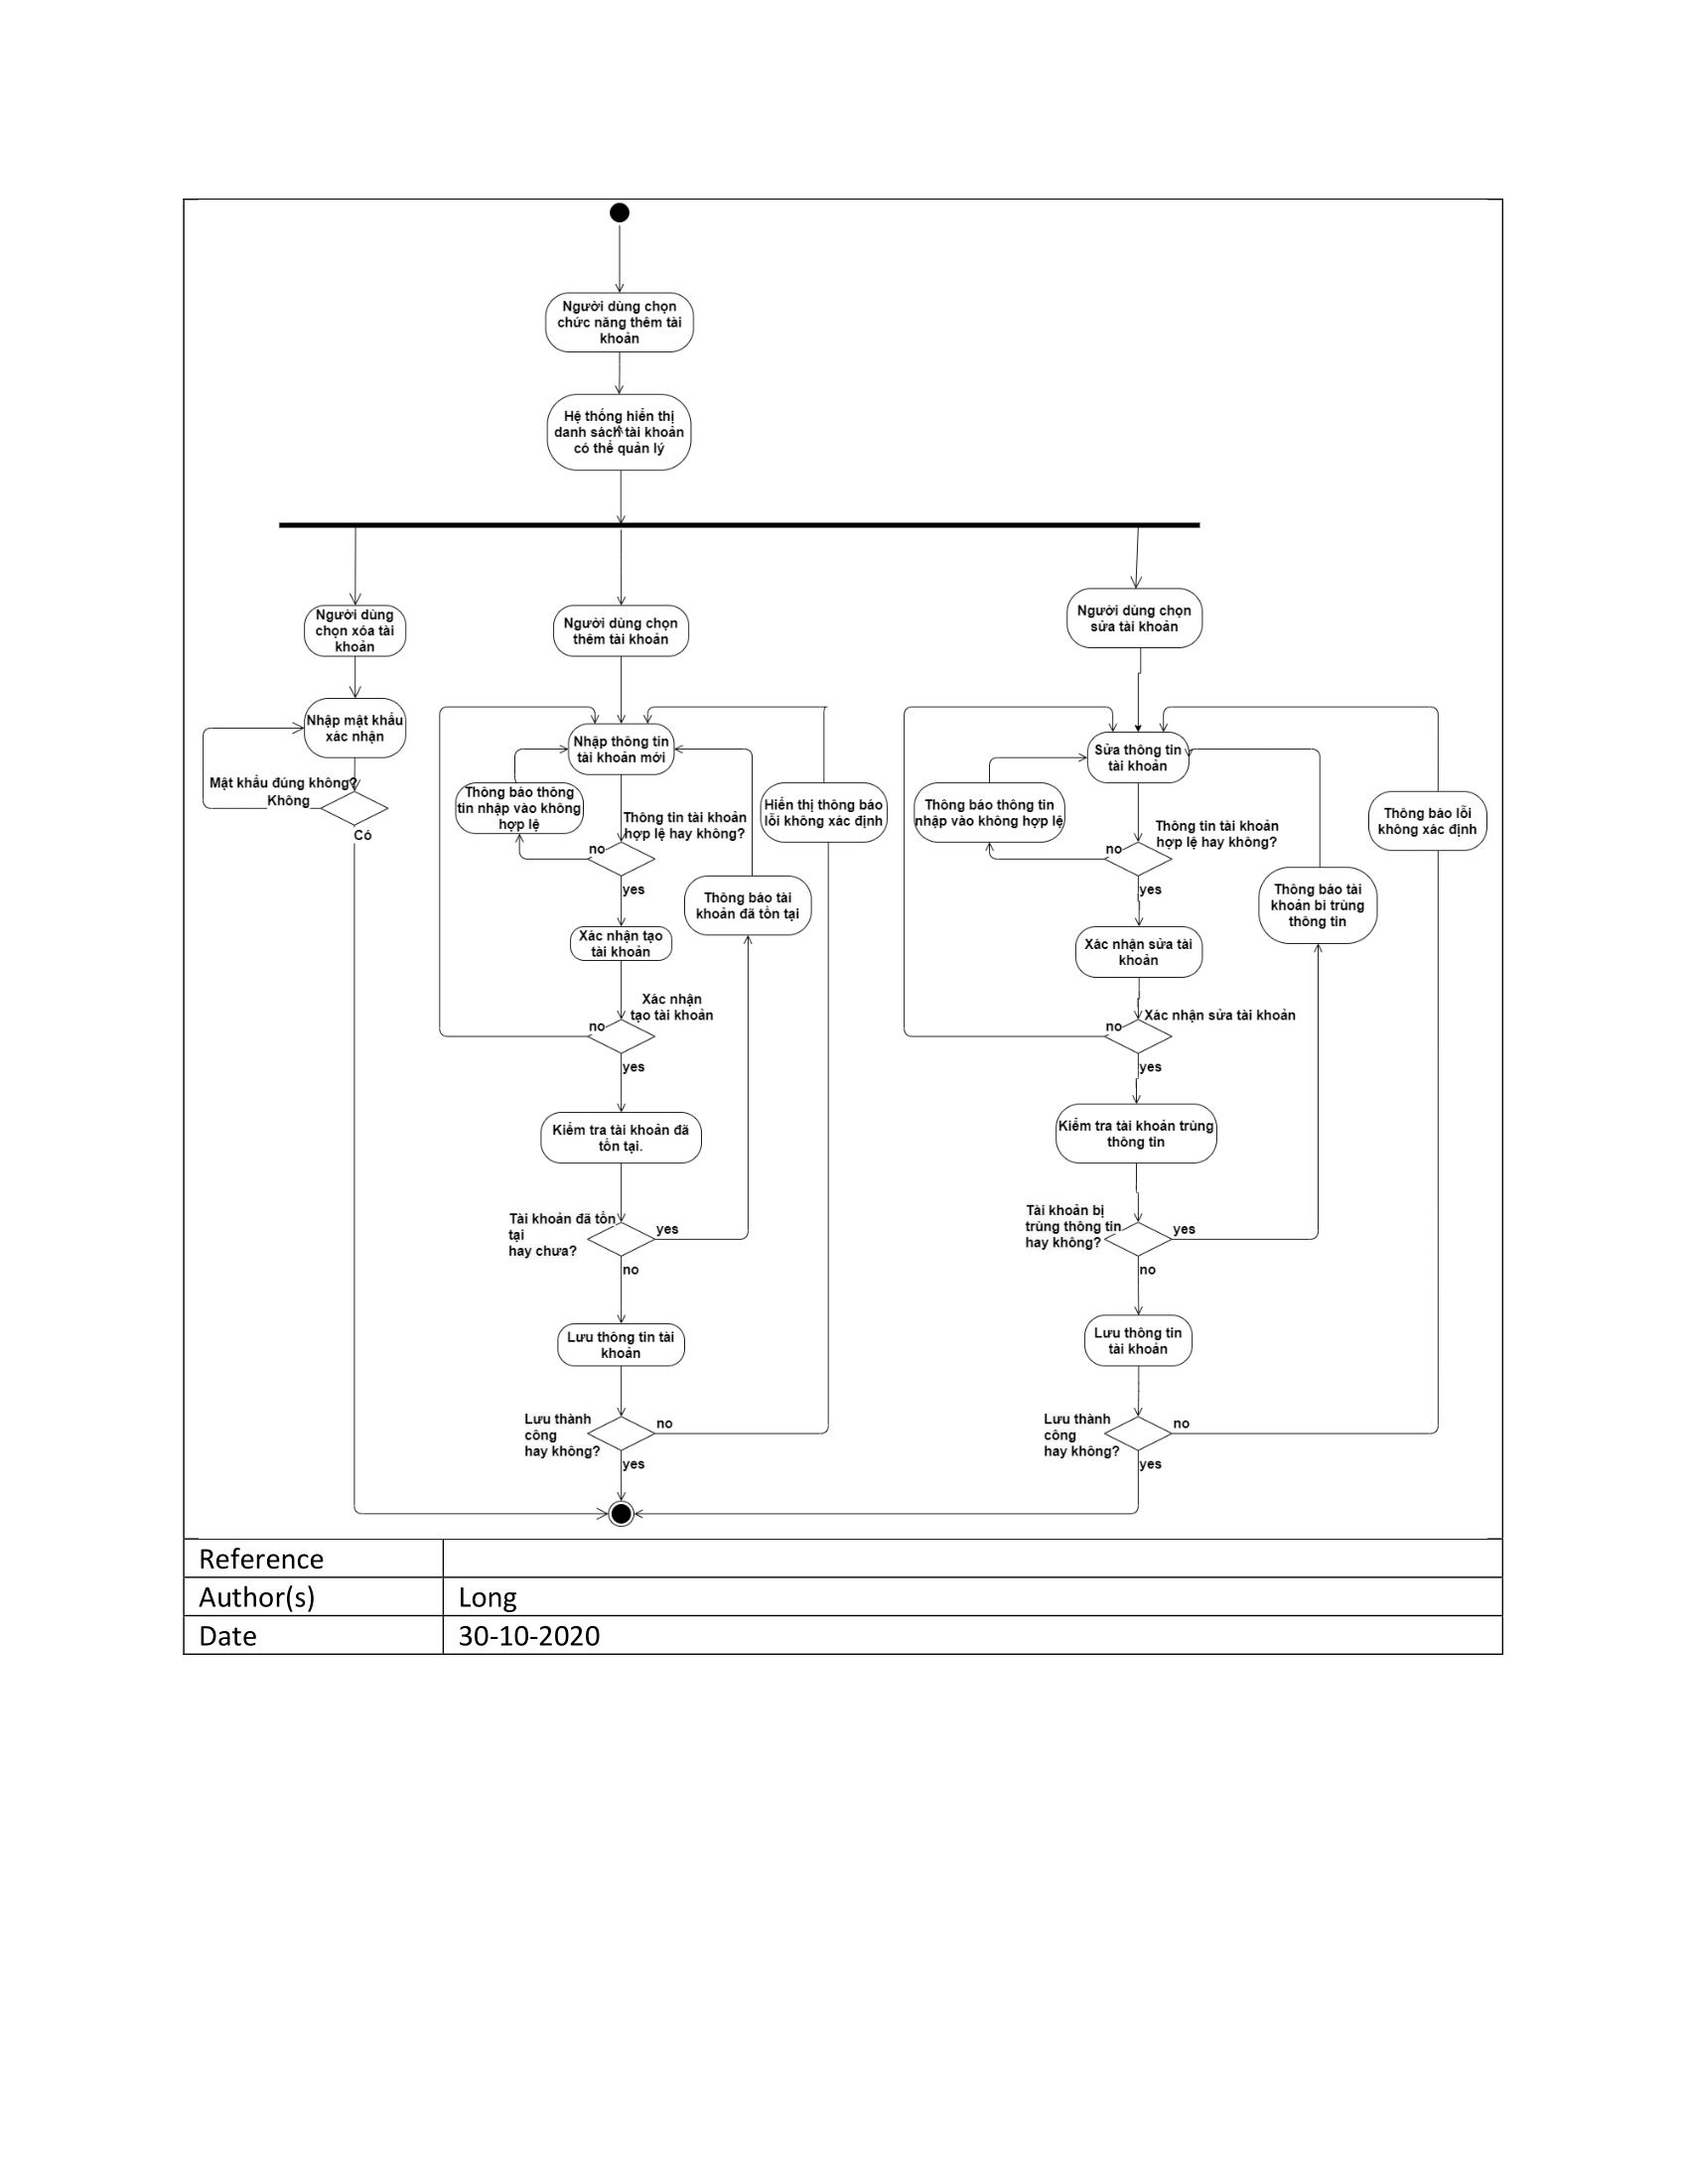 Người dùng chọn
chức năng thêm tài
khoản
Hệ thống hiển thị
danh sách tài khoản
có thể quản lý
Người dùng
chọn xóa tài
khoản
Nhập mật khẩu
xác nhận
Mật khẩu đúng không?
Không
Có
Người dùng chọn
thêm tài khoản
Nhập thông tin
tài khoản mới
Thông báo thông
tin nhập vào không
hợp lệ
Thông tin tài khoản
hợp lệ hay không?
no
yes
Hiển thị thông báo
lỗi không xác định
Thông báo tài
khoản đã tồn tại
Xác nhận tạo
tài khoản
Xác nhận
tạo tài khoản
no
yes
Kiểm tra tài khoản đã
tồn tại.
Tài khoản đã tồn
tại
hay chưa?
yes
no
Lưu thông tin tài
khoản
Lưu thành
công
hay không?
no
yes
Người dùng chọn
sửa tài khoản
Sửa thông tin
tài khoản
Thông báo thông tin
nhập vào không hợp lệ
Thông tin tài khoản
hợp lệ hay không?
no
yes
Thông báo lỗi
không xác định
Thông báo tài
khoản bi trùng
thông tin
Xác nhận sửa tài
khoản
Xác nhận sửa tài khoản
no
yes
Kiểm tra tài khoản trùng
thông tin
Tài khoản bị
trùng thông tin
hay không?
yes
no
Lưu thông tin
tài khoản
Lưu thành
công
hay không?
no
yes
Reference
Author(s) Long
Date 30-10-2020